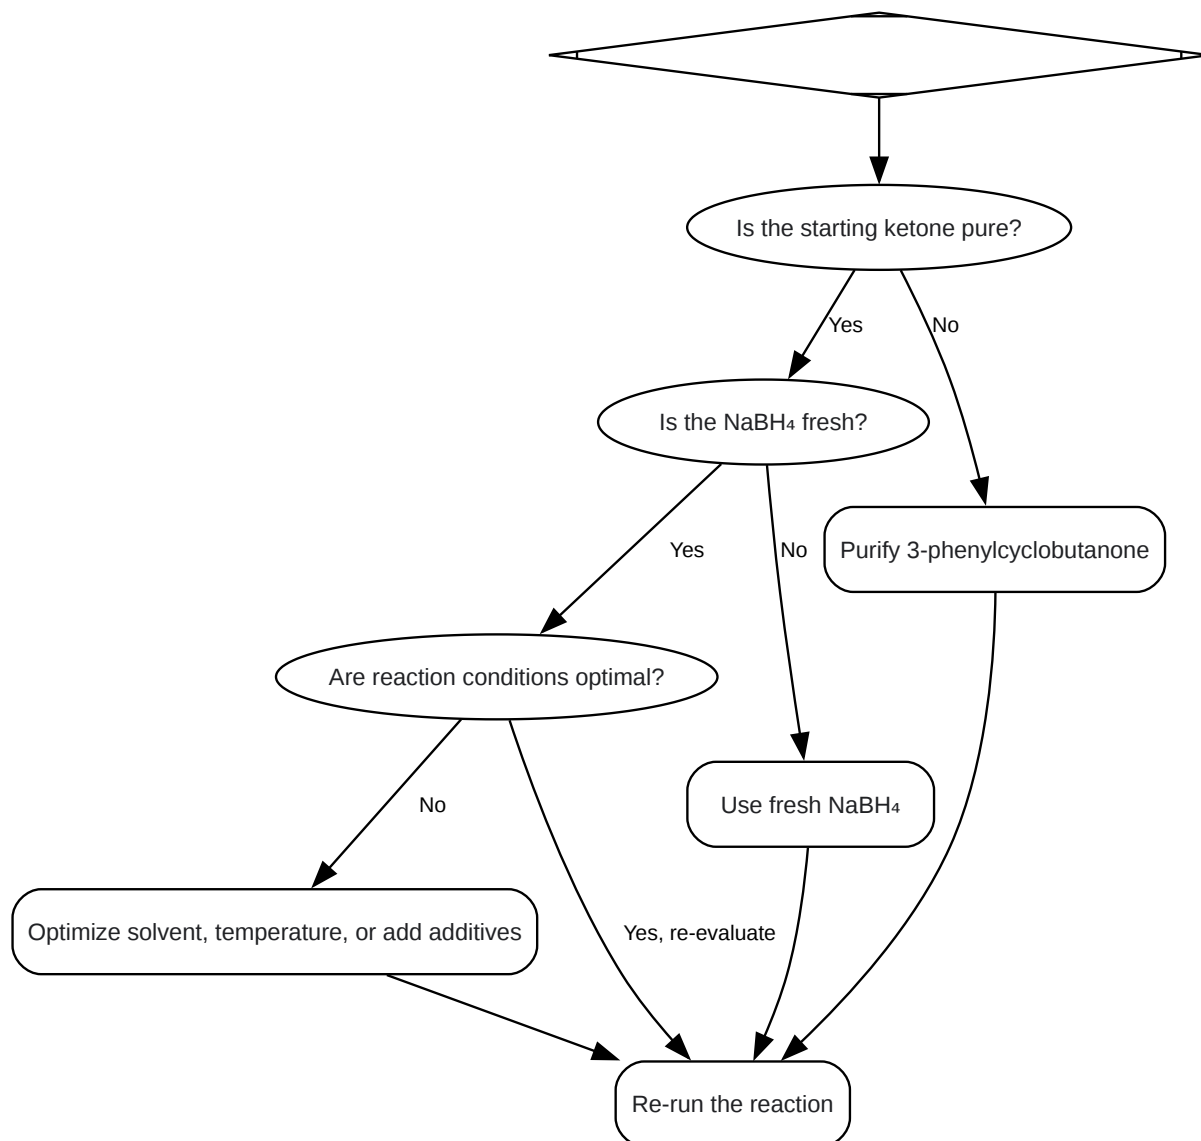 Is the starting ketone pure?
Yes
No
Is the NaBH₄ fresh?
Yes
No
Purify 3-phenylcyclobutanone
Are reaction conditions optimal?
No
Use fresh NaBH₄
Optimize solvent, temperature, or add additives
Yes, re-evaluate
Re-run the reaction